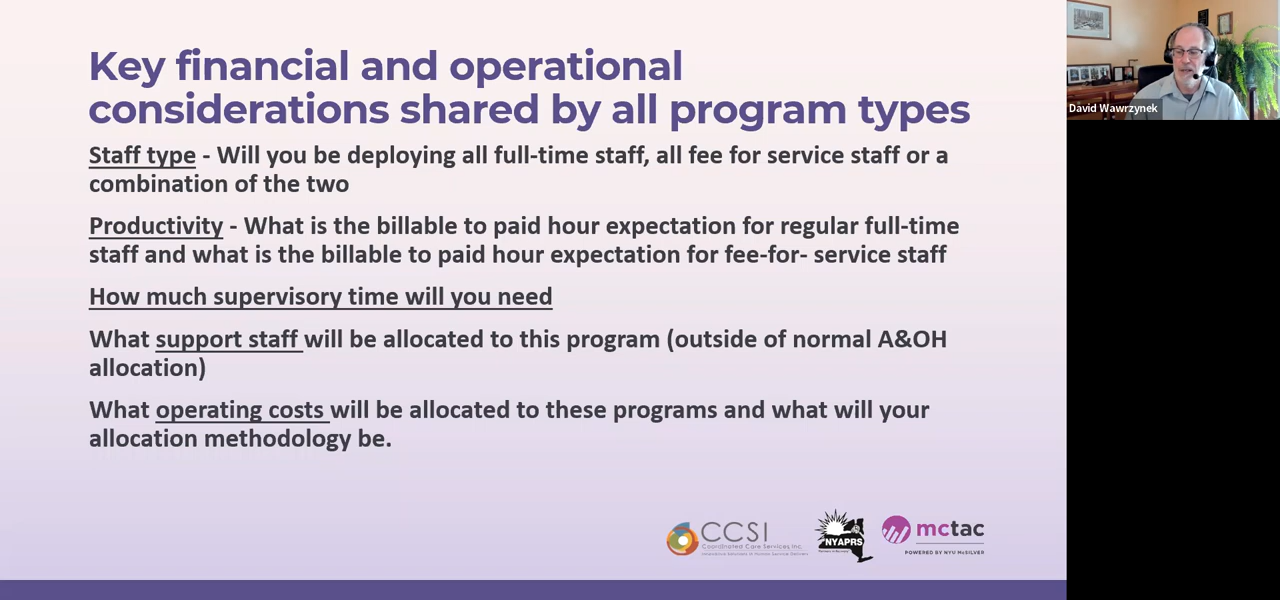 Key financial and operational
considerations shared by all program types
Staff type - Will you be deploying all full-time staff, all fee for service staff or a
combination of the two
Productivity - What is the billable to paid hour expectation for regular full-time
staff and what is the billable to paid hour expectation for fee-for- service staff
How much supervisory time will you need
What support staff will be allocated to this program (outside of normal A&OH
allocation)
What operating costs will be allocated to these programs and what will your
allocation methodology be.
CCSI
Coordinated Care Services Inc.
NYAPRS
mctac
POWERED BY NYU McSILVER
David Wawrzynek